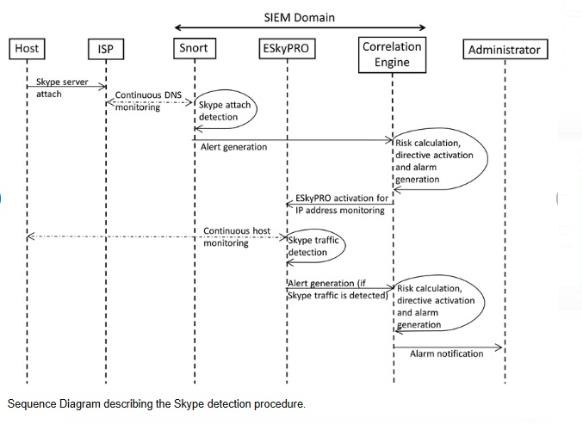 SIEM Domain
Host
ISP
Snort
ESkyPRO
Correlation
Engine
Administrator
Skype server
attach
Continuous DNS
monitoring
Skype attach
detection
Alert generation
Risk calculation,
directive activation
and alarm
generation
ESkyPRO activation for
IP address monitoring
Continuous host
monitoring
Skype traffic
detection
Alert generation (if
Skype traffic is detected)
Risk calculation,
directive activation
and alarm
generation
Alarm notification
Sequence Diagram describing the Skype detection procedure.